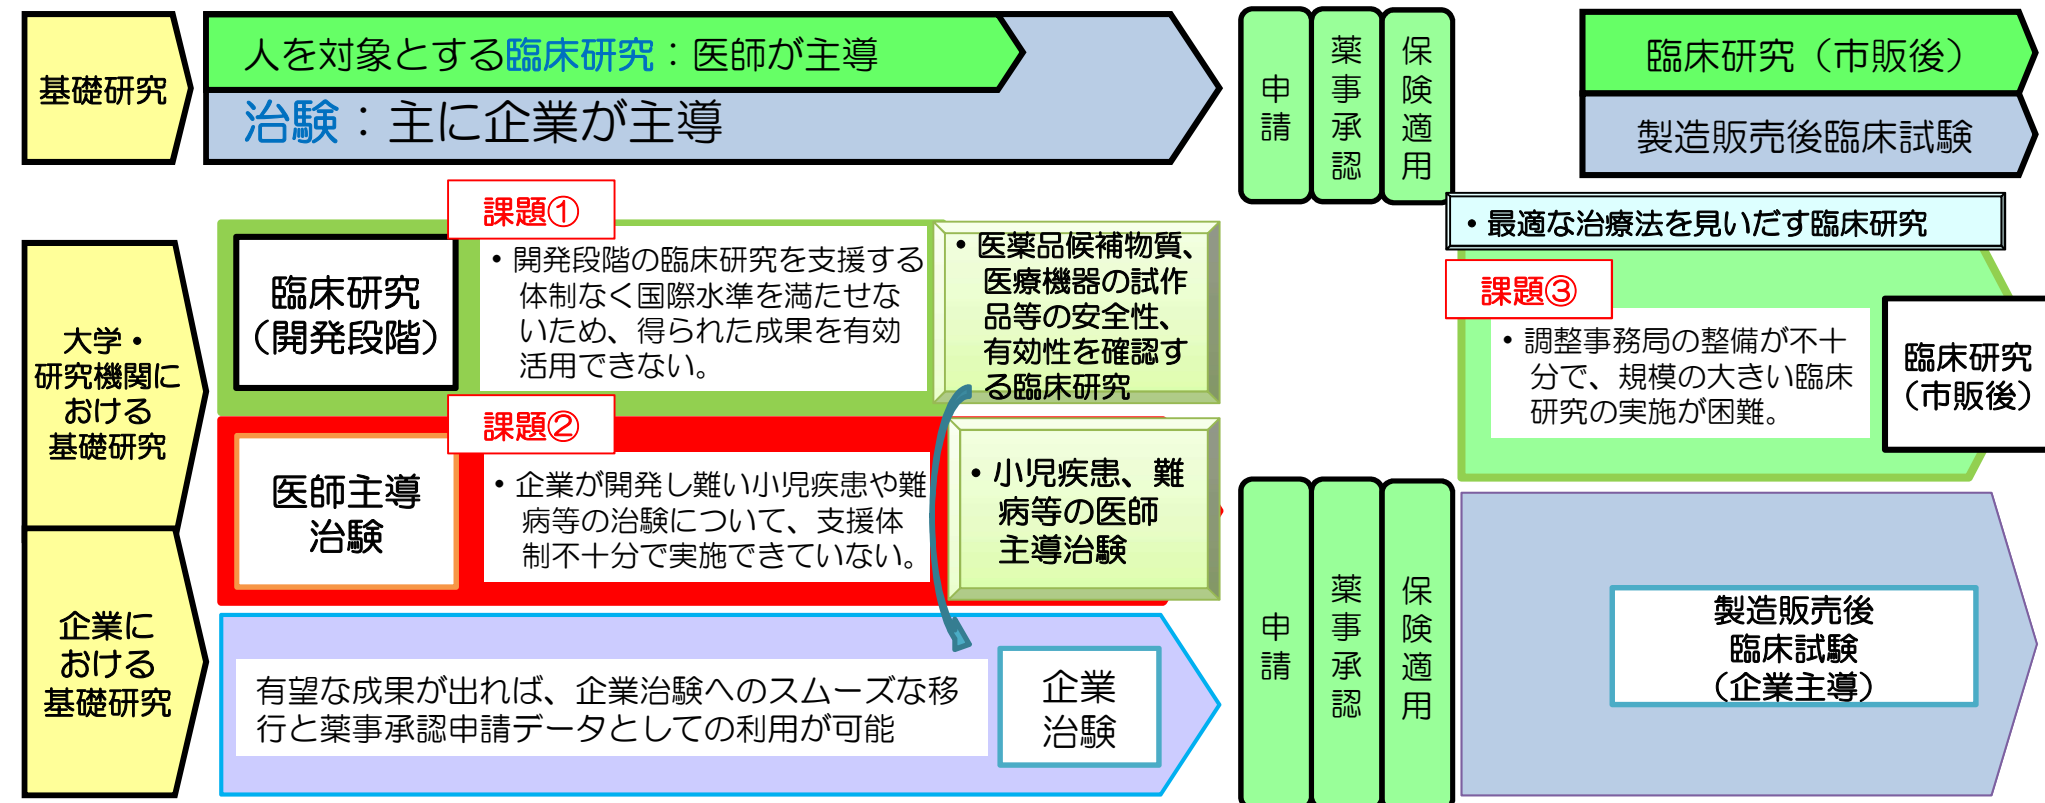 基礎研究
人を対象とする臨床研究：医師が主導
治験：主に企業が主導
申請
薬事承認
保険適用
臨床研究（市販後）
製造販売後臨床試験
大学・
研究機関に
おける
基礎研究
企業に
おける
基礎研究
課題①
臨床研究
（開発段階）
・開発段階の臨床研究を支援する
体制なく国際水準を満たせな
いため、得られた成果を有効
活用できない。
・医薬品候補物質、
医療機器の試作
品等の安全性、
有効性を確認す
る臨床研究
課題②
医師主導
治験
・企業が開発し難い小児疾患や難
病等の治験について、支援体
制不十分で実施できていない。
・小児疾患、難
病等の医師
主導治験
有望な成果が出れば、企業治験へのスムーズな移
行と薬事承認申請データとしての利用が可能
企業
治験
申請
薬事承認
保険適用
・最適な治療法を見いだす臨床研究
課題③
・調整事務局の整備が不十
分で、規模の大きい臨床
研究の実施が困難。
臨床研究
（市販後）
製造販売後
臨床試験
（企業主導）